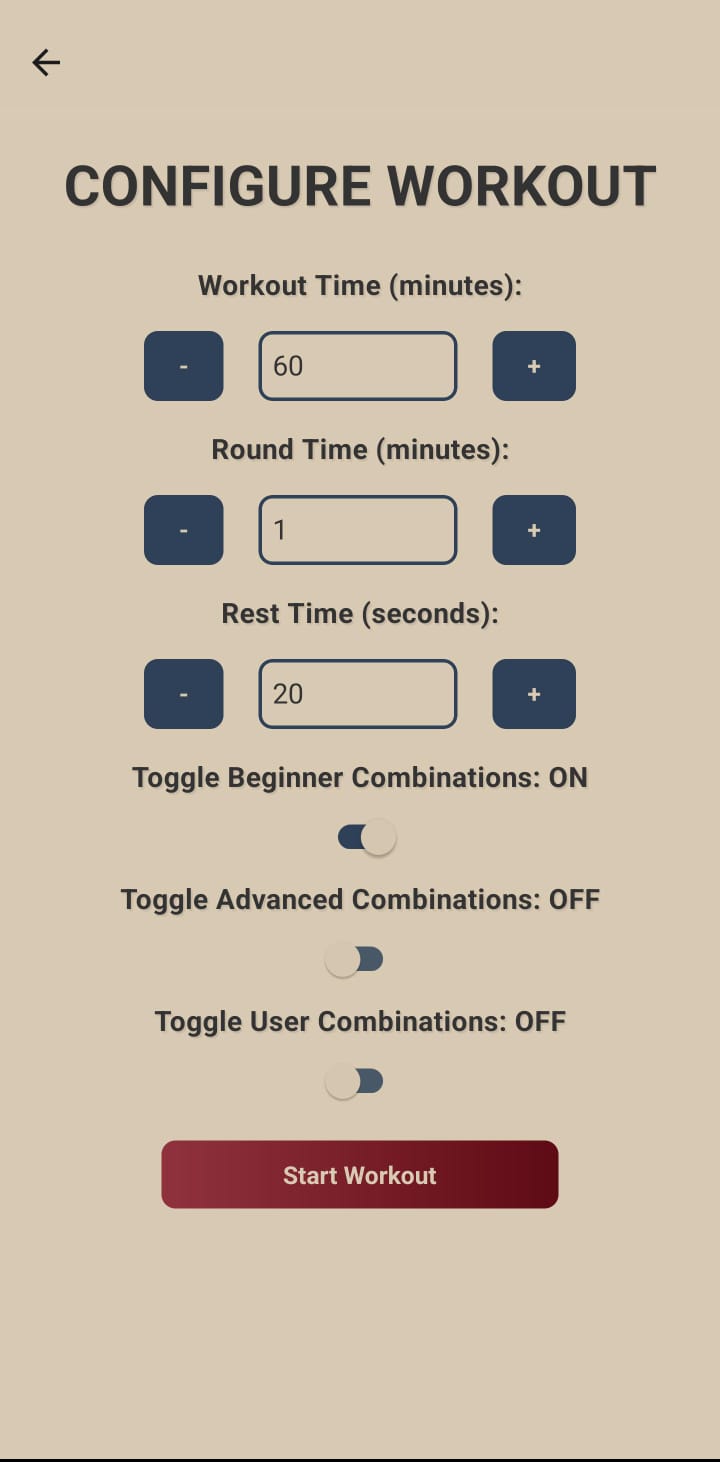 CONFIGURE WORKOUT
Workout Time (minutes):
- 60 +
Round Time (minutes):
- 1 +
Rest Time (seconds):
- 20 +
Toggle Beginner Combinations: ON
Toggle Advanced Combinations: OFF
Toggle User Combinations: OFF
Start Workout